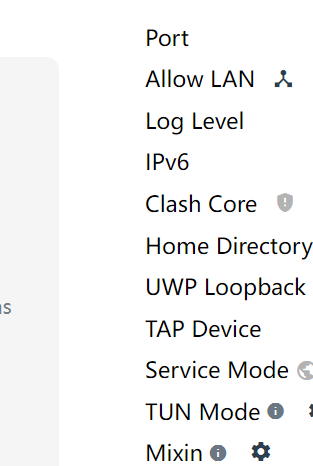 Port
Allow LAN
Log Level
IPv6
Clash Core
Home Directory
UWP Loopback
TAP Device
Service Mode
TUN Mode
Mixin